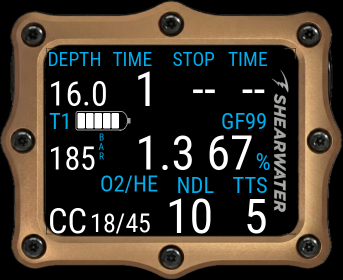 DEPTH TIME STOP TIME
16.0 1 -- --
T1 GF99
185 BAR 1.3 67%
O2/HE NDL TTS
CC 18/45 10 5
SHEARWATER